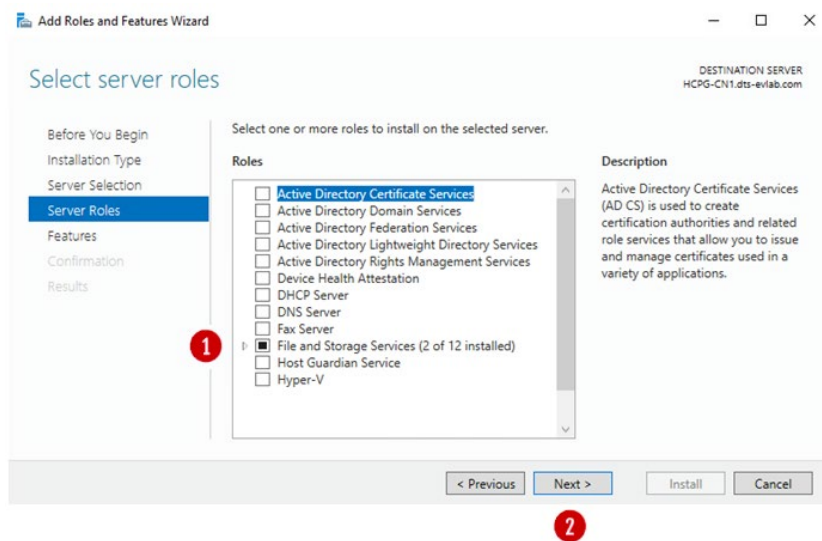 Add Roles and Features Wizard
Select server roles
DESTINATION SERVER
HCPG-CN1.dts-evlab.com
Before You Begin
Installation Type
Server Selection
Server Roles
Features
Confirmation
Results
Select one or more roles to install on the selected server.
Roles
Active Directory Certificate Services
Active Directory Domain Services
Active Directory Federation Services
Active Directory Lightweight Directory Services
Active Directory Rights Management Services
Device Health Attestation
DHCP Server
DNS Server
Fax Server
1
File and Storage Services (2 of 12 installed)
Host Guardian Service
Hyper-V
Description
Active Directory Certificate Services
(AD CS) is used to create
certification authorities and related
role services that allow you to issue
and manage certificates used in a
variety of applications.
< Previous
Next >
Install
Cancel
2